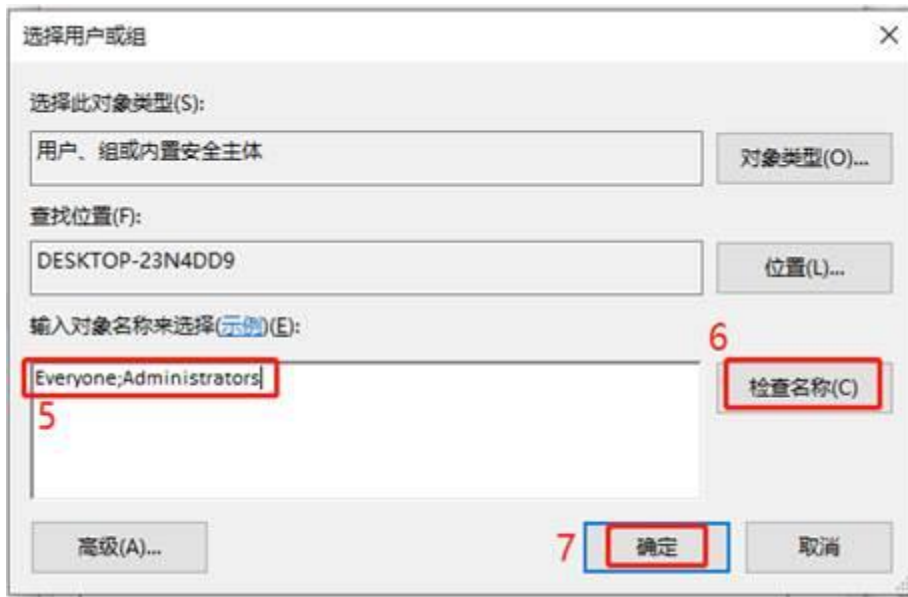 选择用户或组
选择此对象类型(S):
用户、组或内置安全主体
对象类型(O)...
查找位置(F):
DESKTOP-23N4DD9
位置(L)...
输入对象名称来选择(示例)(E):
6
Everyone;Administrators
检查名称(C)
5
高级(A)...
7
确定
取消